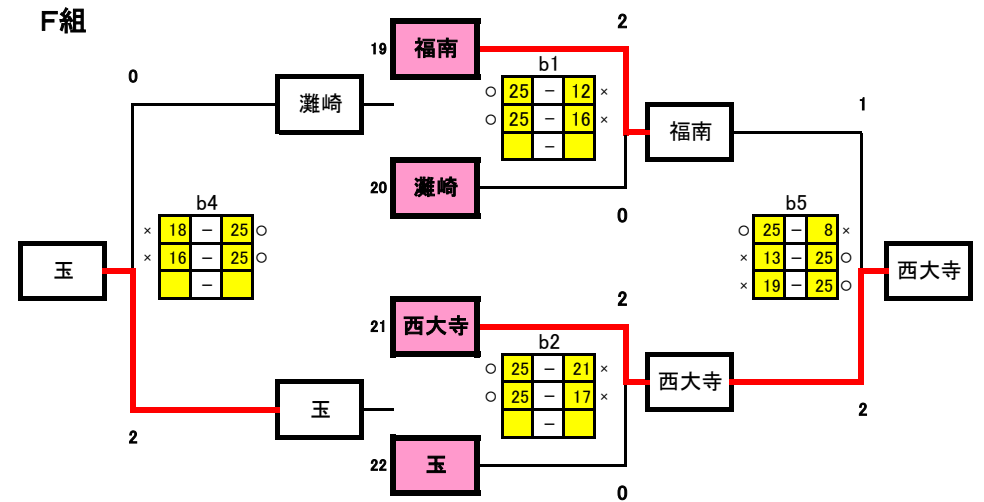 F組
2
19 福南
b1
0
灘崎
○ 25 － 12 ×
1
○ 25 － 16 ×
福南
－
20 灘崎
0
b4
b5
× 18 － 25 ○
○ 25 － 8 ×
× 16 － 25 ○
× 13 － 25 ○
玉
西大寺
－
× 19 － 25 ○
2
21 西大寺
b2
○ 25 － 21 ×
西大寺
○ 25 － 17 ×
玉
2
－
2
22 玉
0